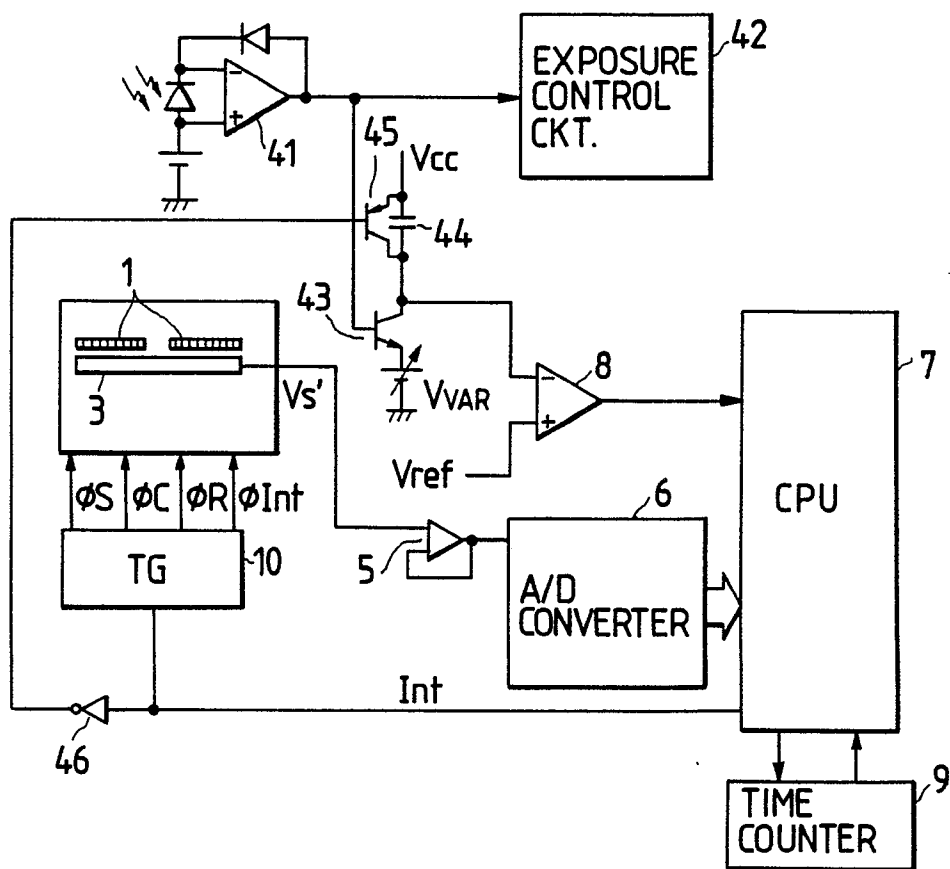 42
EXPOSURE
CONTROL
CKT.
−
+
41
45
Vcc
44
1
43
3
Vs'
VVAR
8
−
+
7
Vref
CPU
φS φC φR φInt
TG
10
5
6
A/D
CONVERTER
Int
46
TIME
COUNTER
9